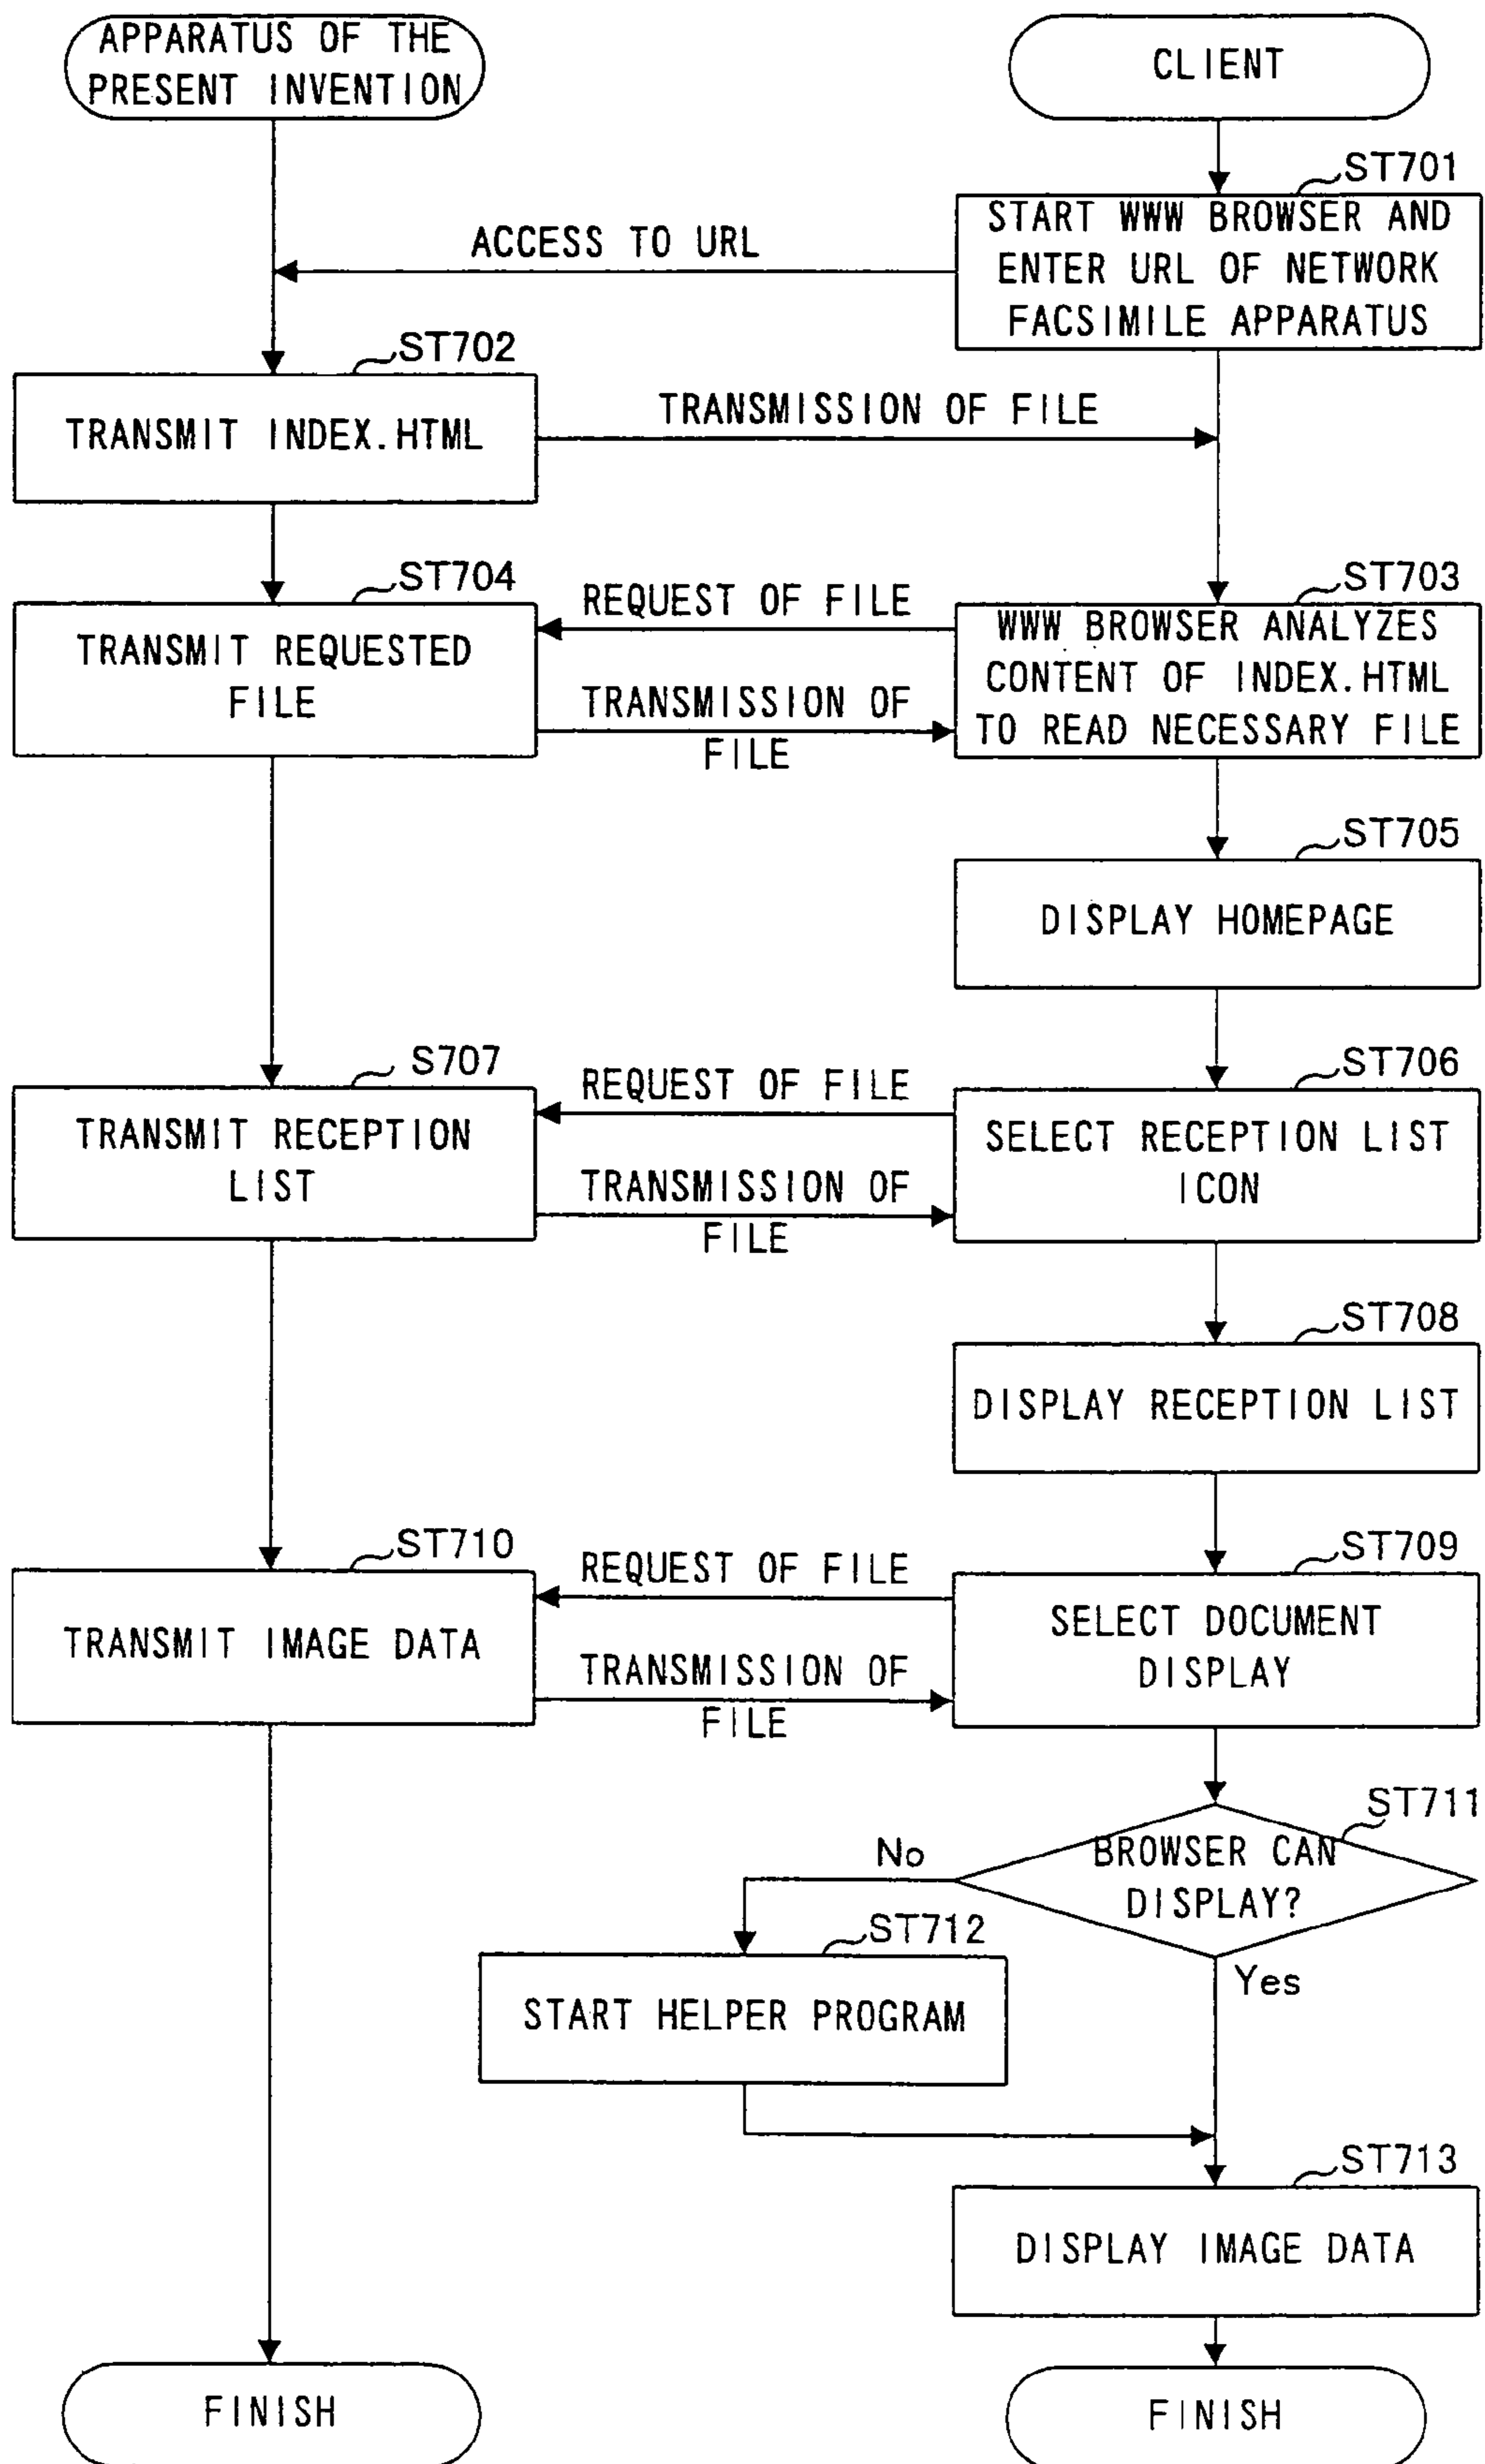 APPARATUS OF THE
PRESENT INVENTION
CLIENT
ST701
START WWW BROWSER AND
ENTER URL OF NETWORK
FACSIMILE APPARATUS
ACCESS TO URL
ST702
TRANSMIT INDEX.HTML
TRANSMISSION OF FILE
ST704
TRANSMIT REQUESTED
FILE
REQUEST OF FILE
TRANSMISSION OF
FILE
ST703
WWW BROWSER ANALYZES
CONTENT OF INDEX.HTML
TO READ NECESSARY FILE
ST705
DISPLAY HOMEPAGE
S707
TRANSMIT RECEPTION
LIST
REQUEST OF FILE
TRANSMISSION OF
FILE
ST706
SELECT RECEPTION LIST
ICON
ST708
DISPLAY RECEPTION LIST
ST710
TRANSMIT IMAGE DATA
REQUEST OF FILE
TRANSMISSION OF
FILE
ST709
SELECT DOCUMENT
DISPLAY
ST711
BROWSER CAN
DISPLAY?
No
Yes
ST712
START HELPER PROGRAM
ST713
DISPLAY IMAGE DATA
FINISH
FINISH